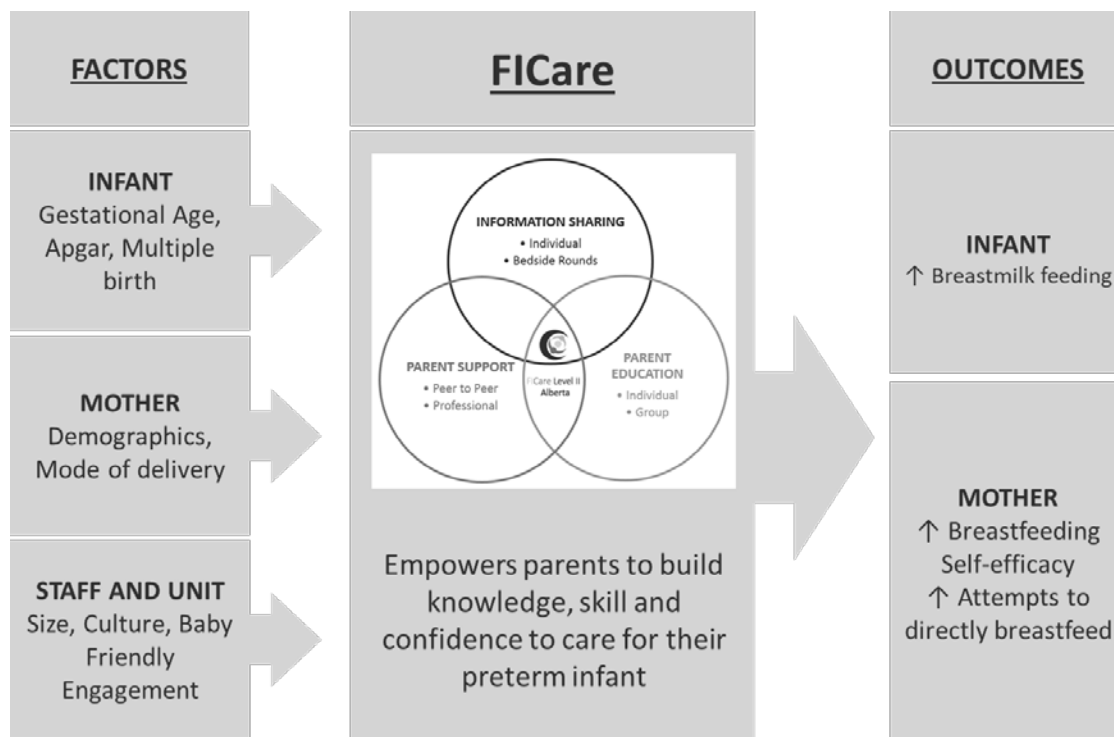 FACTORS
INFANT
Gestational Age,
Apgar, Multiple
birth
MOTHER
Demographics,
Mode of delivery
STAFF AND UNIT
Size, Culture, Baby
Friendly
Engagement
FICare
INFORMATION SHARING
• Individual
• Bedside Rounds
PARENT SUPPORT
• Peer to Peer
• Professional
FICare Level II
Alberta
PARENT
EDUCATION
• Individual
• Group
Empowers parents to build
knowledge, skill and
confidence to care for their
preterm infant
OUTCOMES
INFANT
↑ Breastmilk feeding
MOTHER
↑ Breastfeeding
Self-efficacy
↑ Attempts to
directly breastfeed